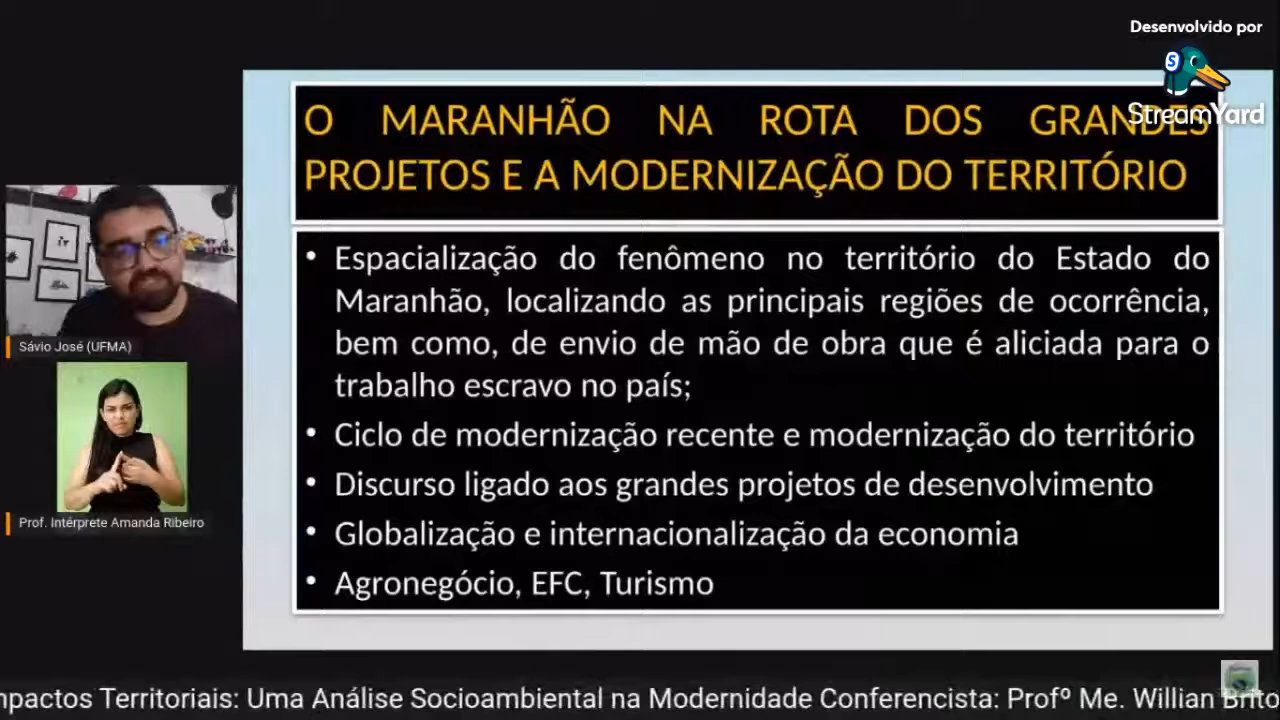 Desenvolvido por
StreamYard
O MARANHÃO NA ROTA DOS GRANDES
PROJETOS E A MODERNIZAÇÃO DO TERRITÓRIO
• Espacialização do fenômeno no território do Estado do
Maranhão, localizando as principais regiões de ocorrência,
bem como, de envio de mão de obra que é aliciada para o
trabalho escravo no país;
• Ciclo de modernização recente e modernização do território
• Discurso ligado aos grandes projetos de desenvolvimento
• Globalização e internacionalização da economia
• Agronegócio, EFC, Turismo
Sávio José (UFMA)
Prof. Intérprete Amanda Ribeiro
mpactos Territoriais: Uma Análise Socioambiental na Modernidade Conferencista: Profº Me. Willian Brito